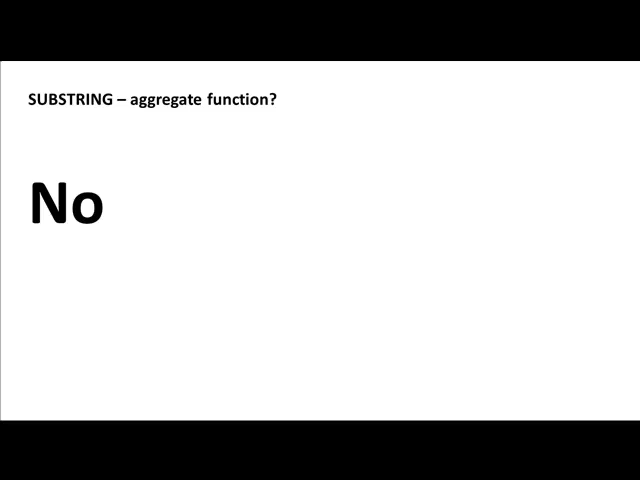 SUBSTRING – aggregate function?
No